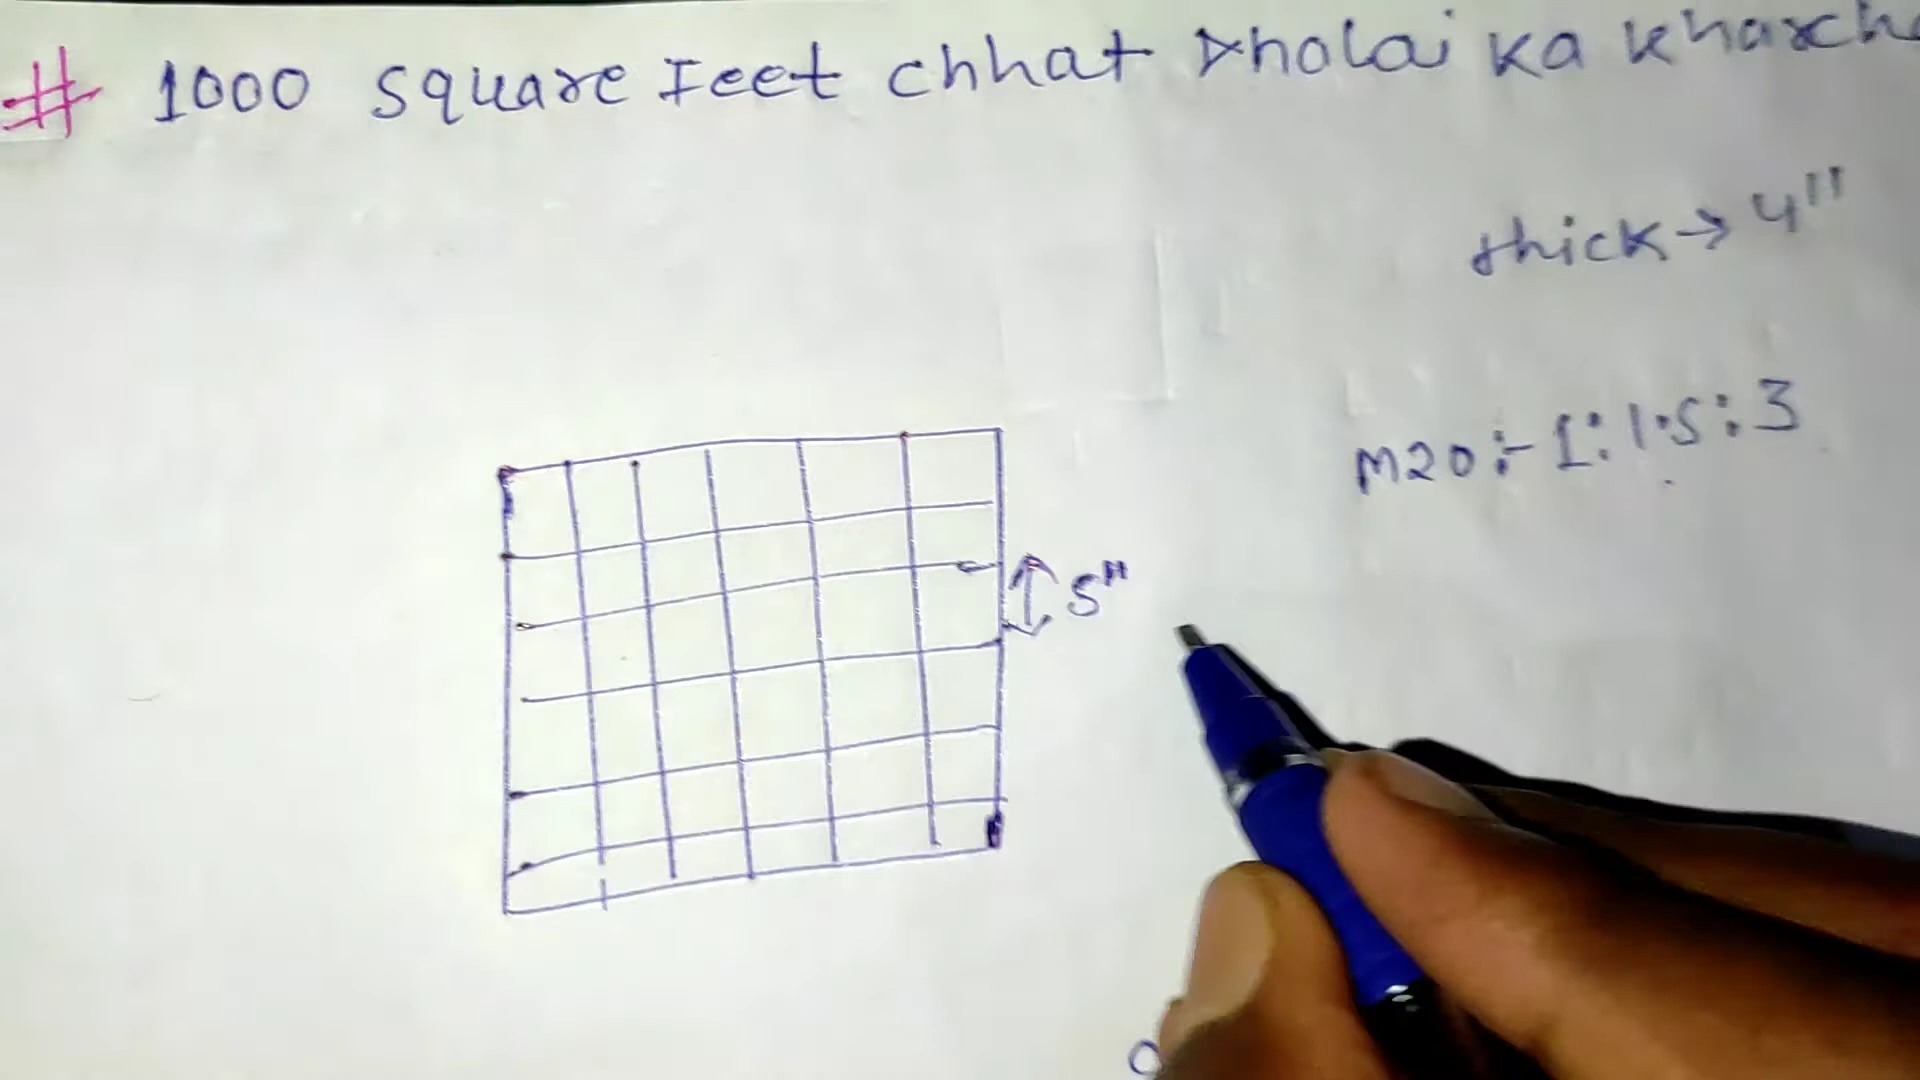 # 1000 square Feet chhat Dholai ka kharcha
thick → 4"
M20 :- 1:1.5:3
5"